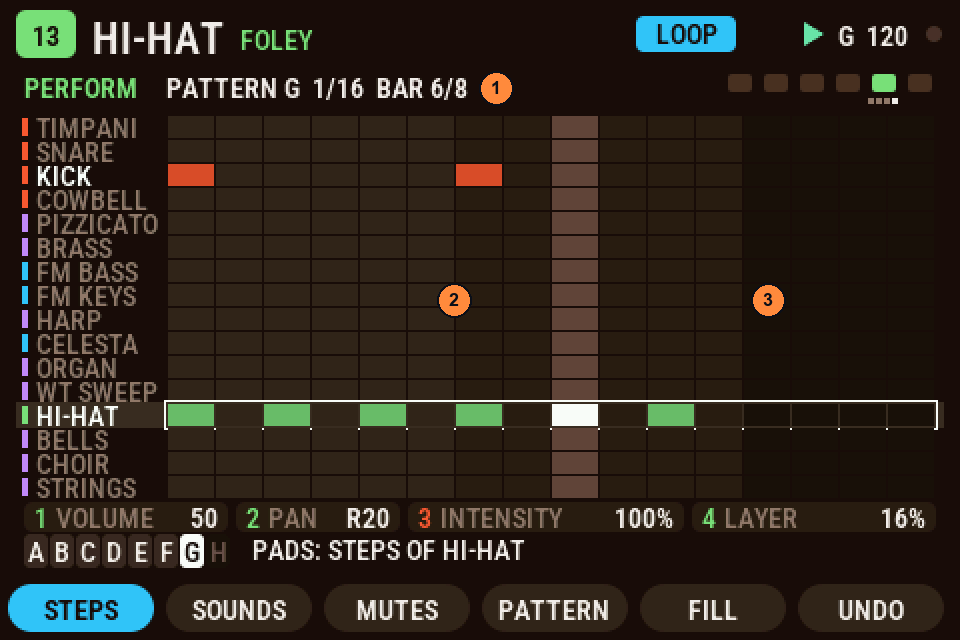 13 HI-HAT FOLEY LOOP G 120
PERFORM PATTERN G 1/16 BAR 6/8 1
TIMPANI
SNARE
KICK
COWBELL
PIZZICATO
BRASS
FM BASS
FM KEYS 2 3
HARP
CELESTA
ORGAN
WT SWEEP
HI-HAT
BELLS
CHOIR
STRINGS
1 VOLUME 50 2 PAN R20 3 INTENSITY 100% 4 LAYER 16%
A B C D E F G H PADS: STEPS OF HI-HAT
STEPS SOUNDS MUTES PATTERN FILL UNDO